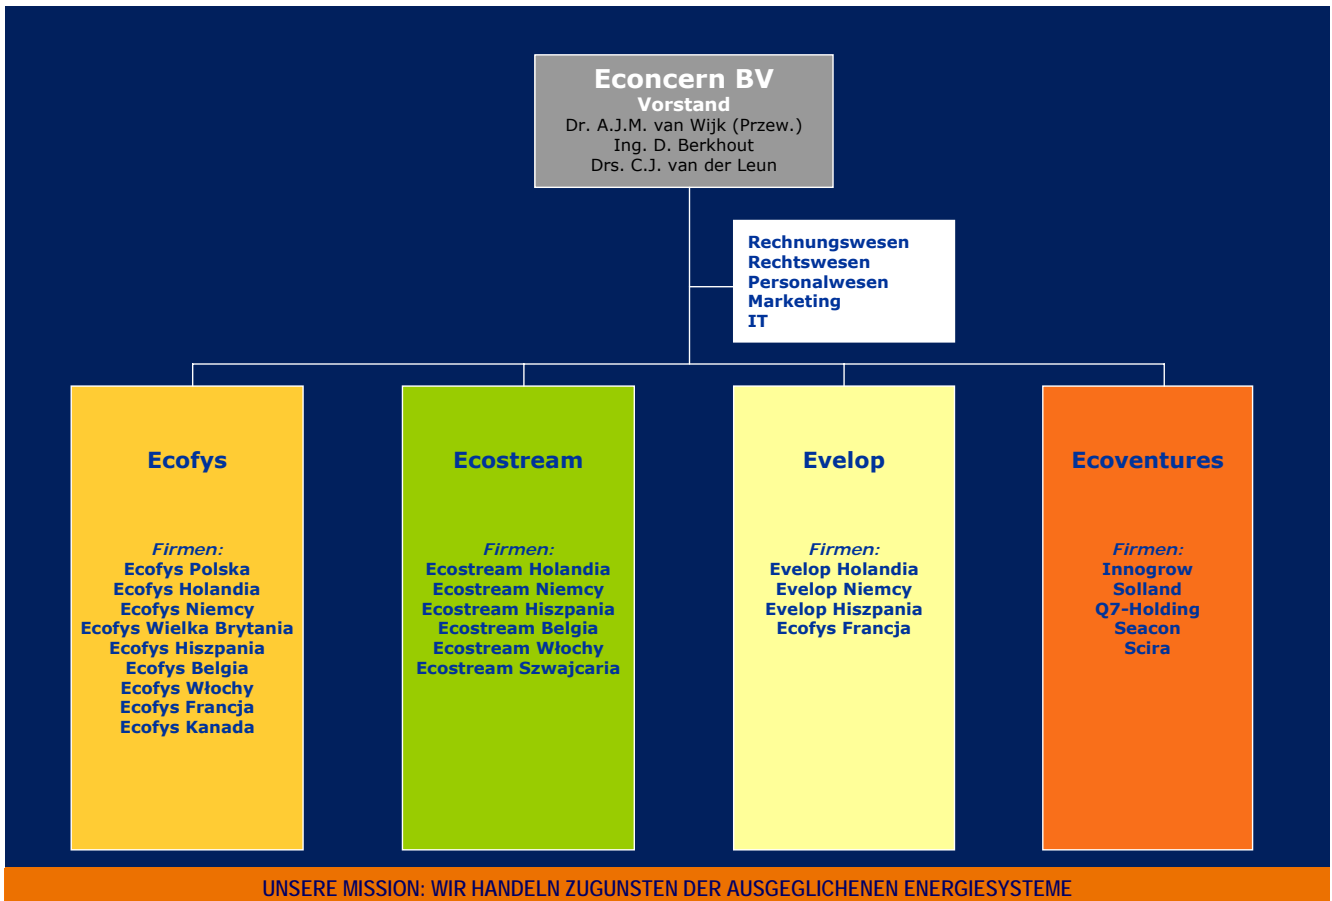 Econcern BV
Vorstand
Dr. A.J.M. van Wijk (Przew.)
Ing. D. Berkhout
Drs. C.J. van der Leun
Rechnungswesen
Rechtswesen
Personalwesen
Marketing
IT
Ecofys
Firmen:
Ecofys Polska
Ecofys Holandia
Ecofys Niemcy
Ecofys Wielka Brytania
Ecofys Hiszpania
Ecofys Belgia
Ecofys Włochy
Ecofys Francja
Ecofys Kanada
Ecostream
Firmen:
Ecostream Holandia
Ecostream Niemcy
Ecostream Hiszpania
Ecostream Belgia
Ecostream Włochy
Ecostream Szwajcaria
Evelop
Firmen:
Evelop Holandia
Evelop Niemcy
Evelop Hiszpania
Ecofys Francja
Ecoventures
Firmen:
Innogrow
Solland
Q7-Holding
Seacon
Scira
UNSERE MISSION: WIR HANDELN ZUGUNSTEN DER AUSGEGLICHENEN ENERGIESYSTEME